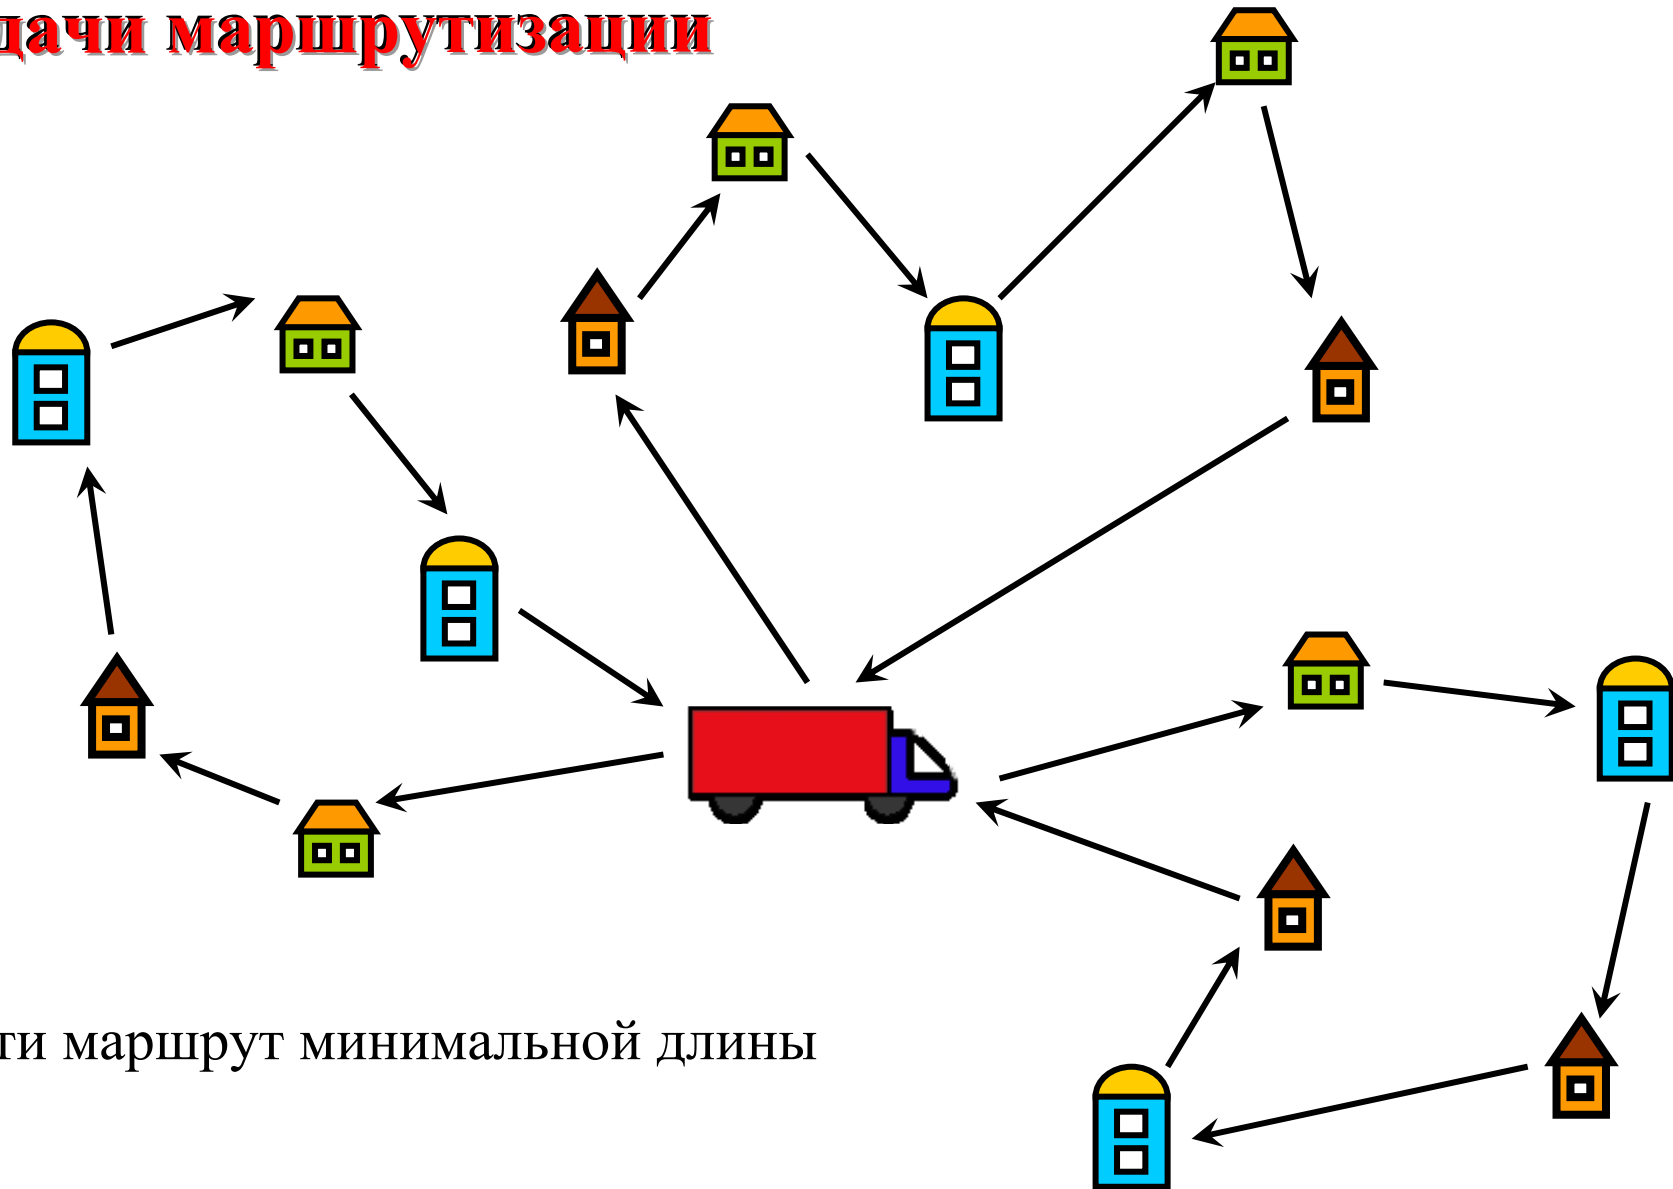 дачи маршрутизации
ти маршрут минимальной длины